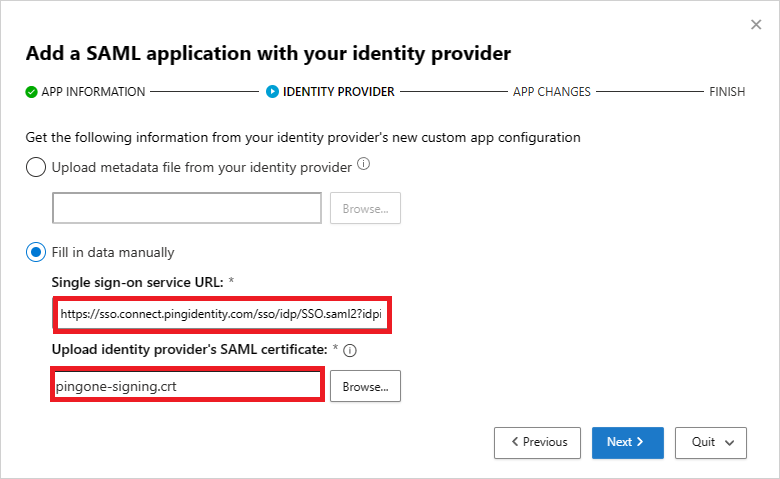 Add a SAML application with your identity provider
APP INFORMATION IDENTITY PROVIDER APP CHANGES FINISH
Get the following information from your identity provider's new custom app configuration
Upload metadata file from your identity provider
Browse...
Fill in data manually
Single sign-on service URL: *
https://sso.connect.pingidentity.com/sso/idp/SSO.saml2?idpi
Upload identity provider's SAML certificate: *
pingone-signing.crt Browse...
Previous Next Quit